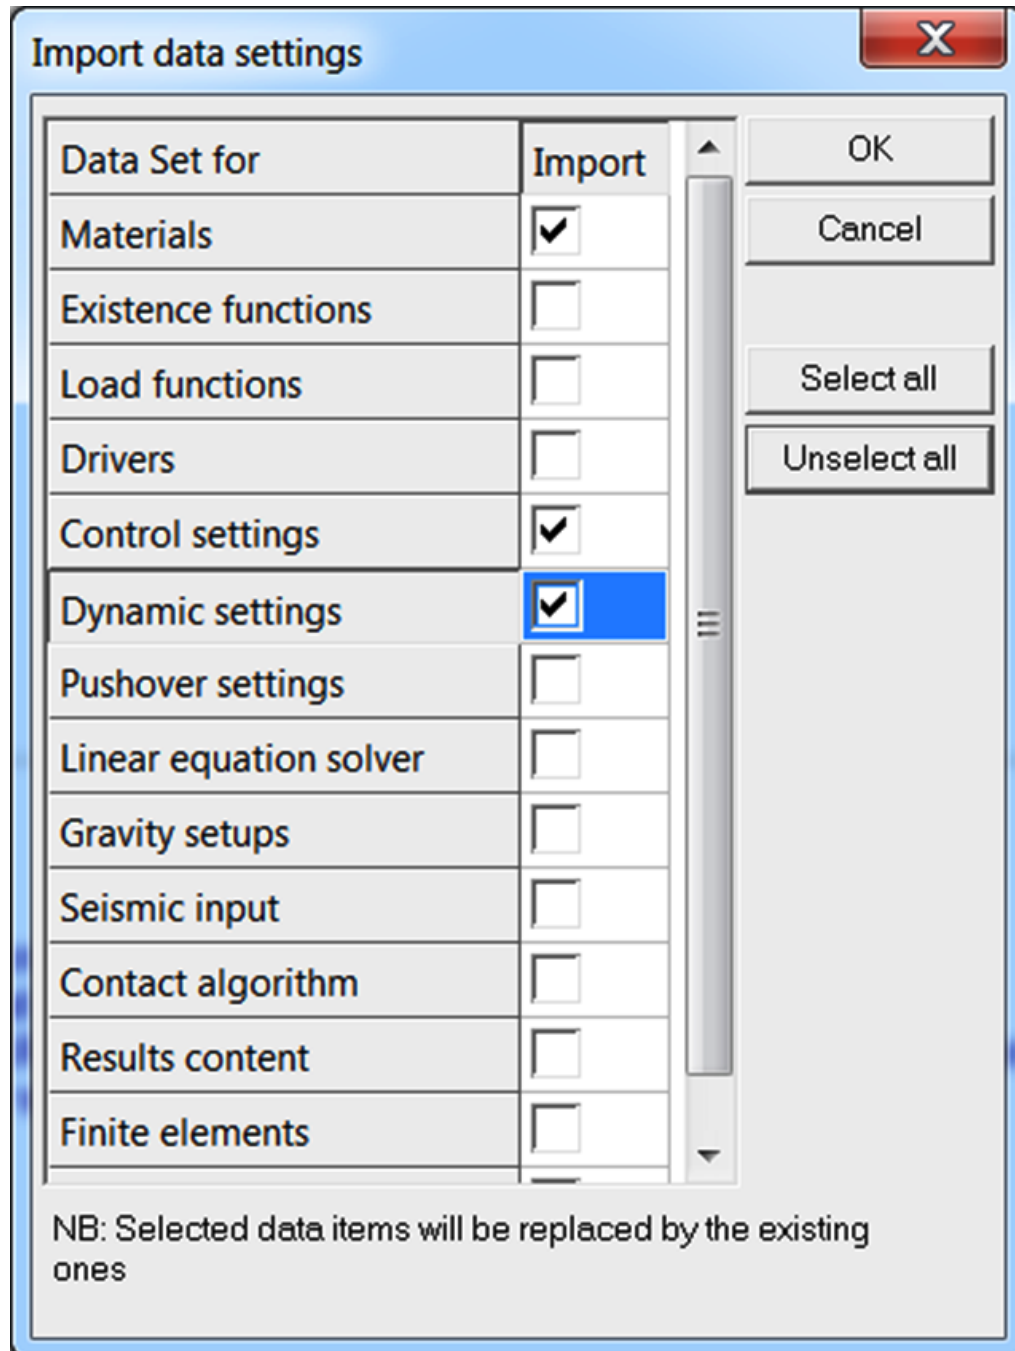 Import data settings
Data Set for Import
OK
Materials
Cancel
Existence functions
Load functions
Select all
Drivers
Unselect all
Control settings
Dynamic settings
Pushover settings
Linear equation solver
Gravity setups
Seismic input
Contact algorithm
Results content
Finite elements
NB: Selected data items will be replaced by the existing
ones